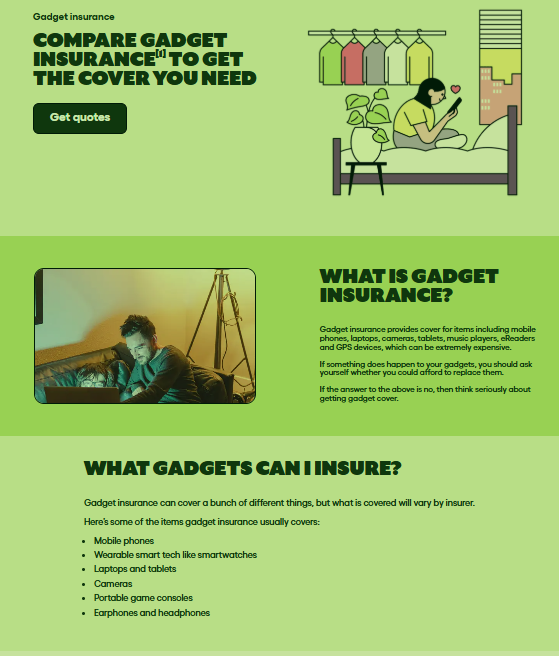 Gadget insurance
COMPARE GADGET
INSURANCE[1] TO GET
THE COVER YOU NEED
Get quotes
WHAT IS GADGET
INSURANCE?
Gadget insurance provides cover for items including mobile
phones, laptops, cameras, tablets, music players, eReaders
and GPS devices, which can be extremely expensive.
If something does happen to your gadgets, you should ask
yourself whether you could afford to replace them.
If the answer to the above is no, then think seriously about
getting gadget cover.
WHAT GADGETS CAN I INSURE?
Gadget insurance can cover a bunch of different things, but what is covered will vary by insurer.
Here's some of the items gadget insurance usually covers:
• Mobile phones
• Wearable smart tech like smartwatches
• Laptops and tablets
• Cameras
• Portable game consoles
• Earphones and headphones